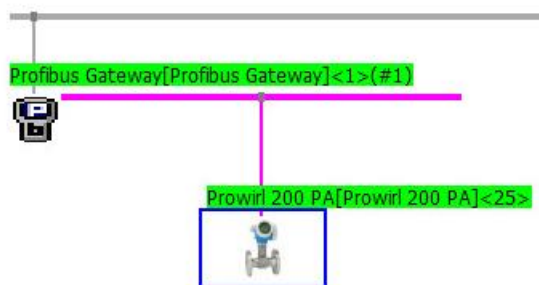 Profibus Gateway[Profibus Gateway]<1>(#1)
P
Prowirl 200 PA[Prowirl 200 PA]<25>